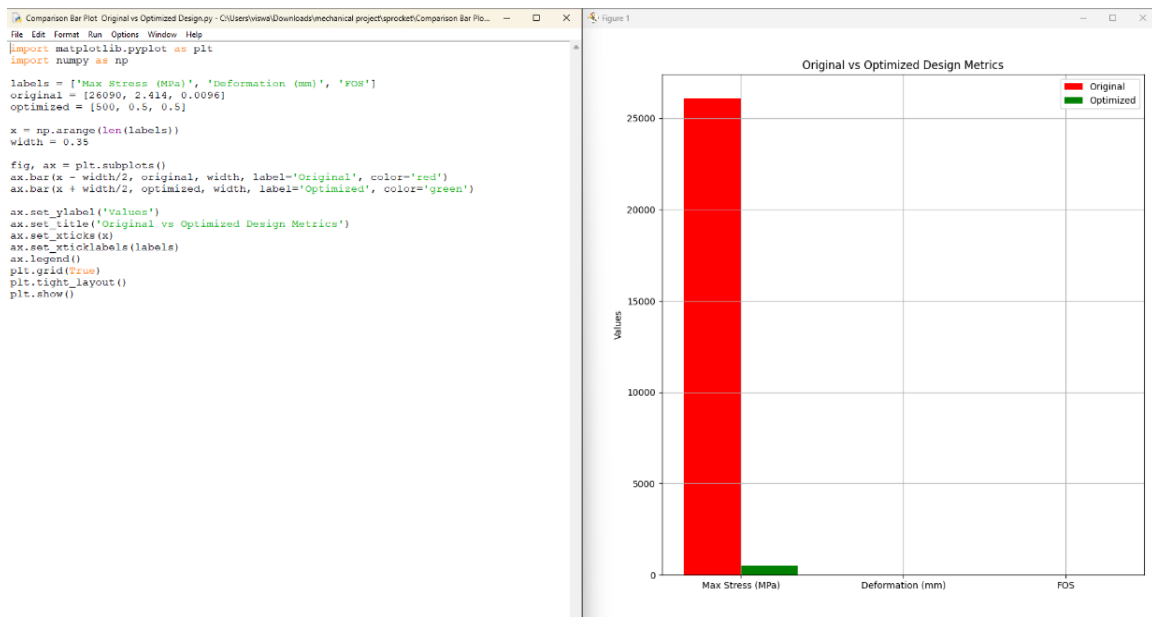 Comparison Bar Plot  Original vs Optimized Design.py - C:\Users\viswa\Downloads\mechanical project\sprocket\Comparison Bar Plo...
File Edit Format Run Options Window Help
import matplotlib.pyplot as plt
import numpy as np

labels = ['Max Stress (MPa)', 'Deformation (mm)', 'FOS']
original = [26090, 2.414, 0.0096]
optimized = [500, 0.5, 0.5]

x = np.arange(len(labels))
width = 0.35

fig, ax = plt.subplots()
ax.bar(x - width/2, original, width, label='Original', color='red')
ax.bar(x + width/2, optimized, width, label='Optimized', color='green')

ax.set_ylabel('Values')
ax.set_title('Original vs Optimized Design Metrics')
ax.set_xticks(x)
ax.set_xticklabels(labels)
ax.legend()
plt.grid(True)
plt.tight_layout()
plt.show()
Figure 1
Original vs Optimized Design Metrics
Original
Optimized
25000
20000
15000
10000
5000
0
Values
Max Stress (MPa)
Deformation (mm)
FOS